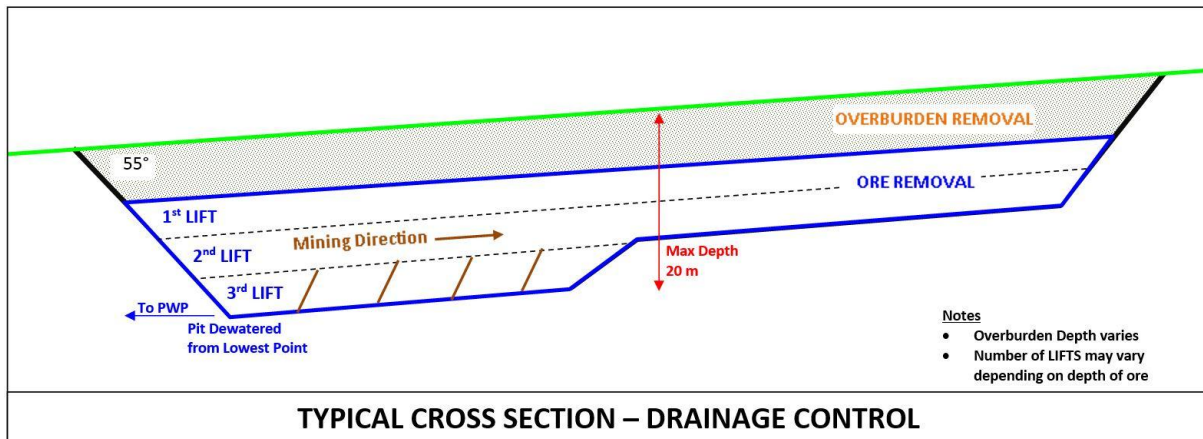 OVERBURDEN REMOVAL
55°
ORE REMOVAL
1st LIFT
Mining Direction
2nd LIFT
Max Depth
20 m
3rd LIFT
To PWP
Pit Dewatered
from Lowest Point
Notes
• Overburden Depth varies
• Number of LIFTS may vary
depending on depth of ore
TYPICAL CROSS SECTION – DRAINAGE CONTROL